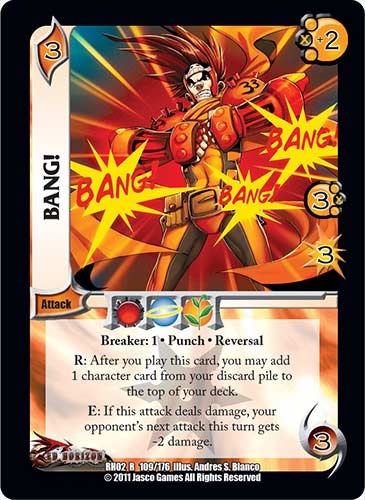 3
+2
33
BANG!
BANG!
BANG!
BANG!
3
3
Attack
Breaker: 1 • Punch • Reversal
R: After you play this card, you may add
1 character card from your discard pile to
the top of your deck.
E: If this attack deals damage, your
opponent's next attack this turn gets
-2 damage.
3
RED HORIZON
RH02_R_109/176 Illus. Andres S. Blanco
© 2011 Jasco Games All Rights Reserved